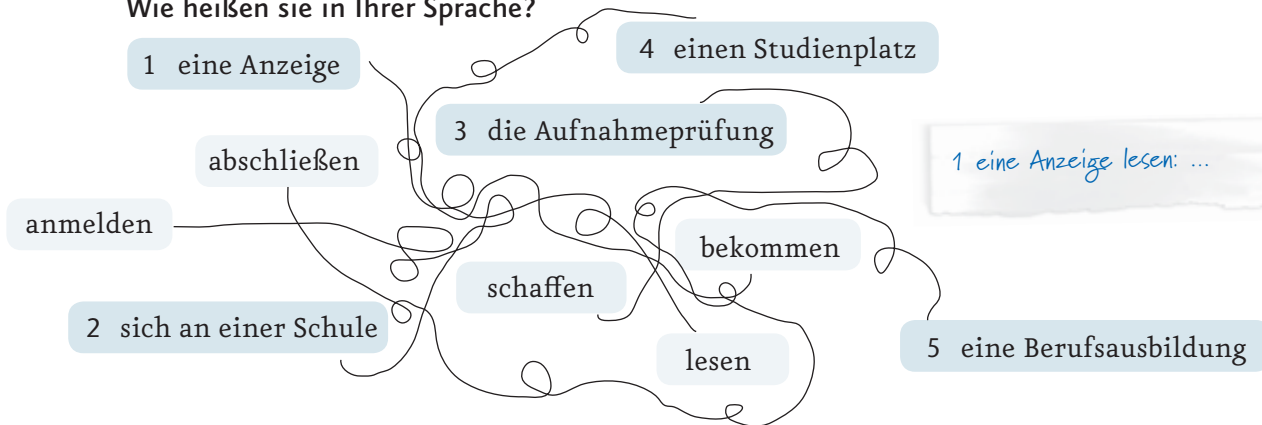 Wie heißen sie in Ihrer Sprache?
1 eine Anzeige
4 einen Studienplatz
3 die Aufnahmeprüfung
abschließen
1 eine Anzeige lesen: ...
anmelden
bekommen
schaffen
2 sich an einer Schule
lesen
5 eine Berufsausbildung